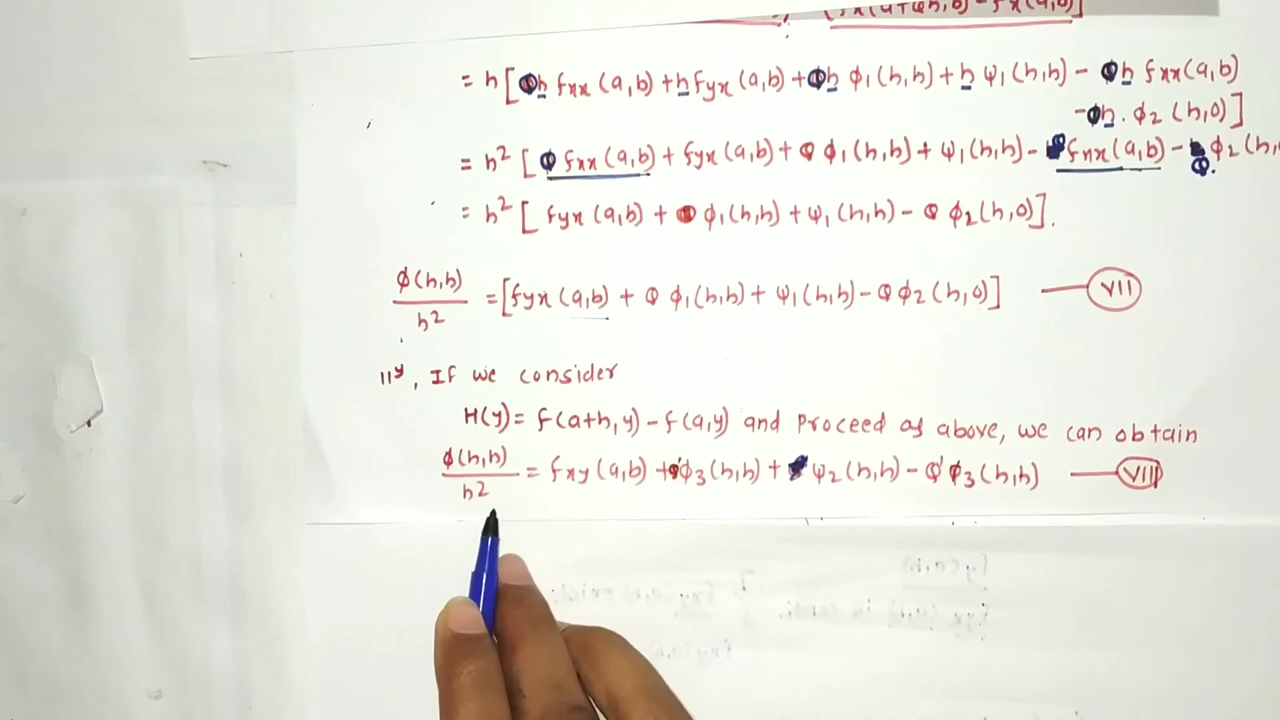 = h [ θh fxx (a,b) + h fyx (a,b) + θh ϕ1 (h,h) + h ψ1 (h,h) - θh fxx (a,b)
- θh . ϕ2 (h,0) ]
= h² [ θ fxx (a,b) + fyx (a,b) + θ ϕ1 (h,h) + ψ1 (h,h) - θ fxx (a,b) - θ ϕ2 (h,
= h² [ fyx (a,b) + θ ϕ1 (h,h) + ψ1 (h,h) - θ ϕ2 (h,0) ].
ϕ(h,h) / h² = [fyx (a,b) + θ ϕ1 (h,h) + ψ1 (h,h) - θ ϕ2 (h,0) ] — VII
lly, If we consider
H(y) = f(a+h, y) - f(a,y) and proceed as above, we can obtain
ϕ(h,h) / h² = fxy (a,b) + θ' ϕ3 (h,h) + ψ2 (h,h) - θ' ϕ3 (h,h) — VIII